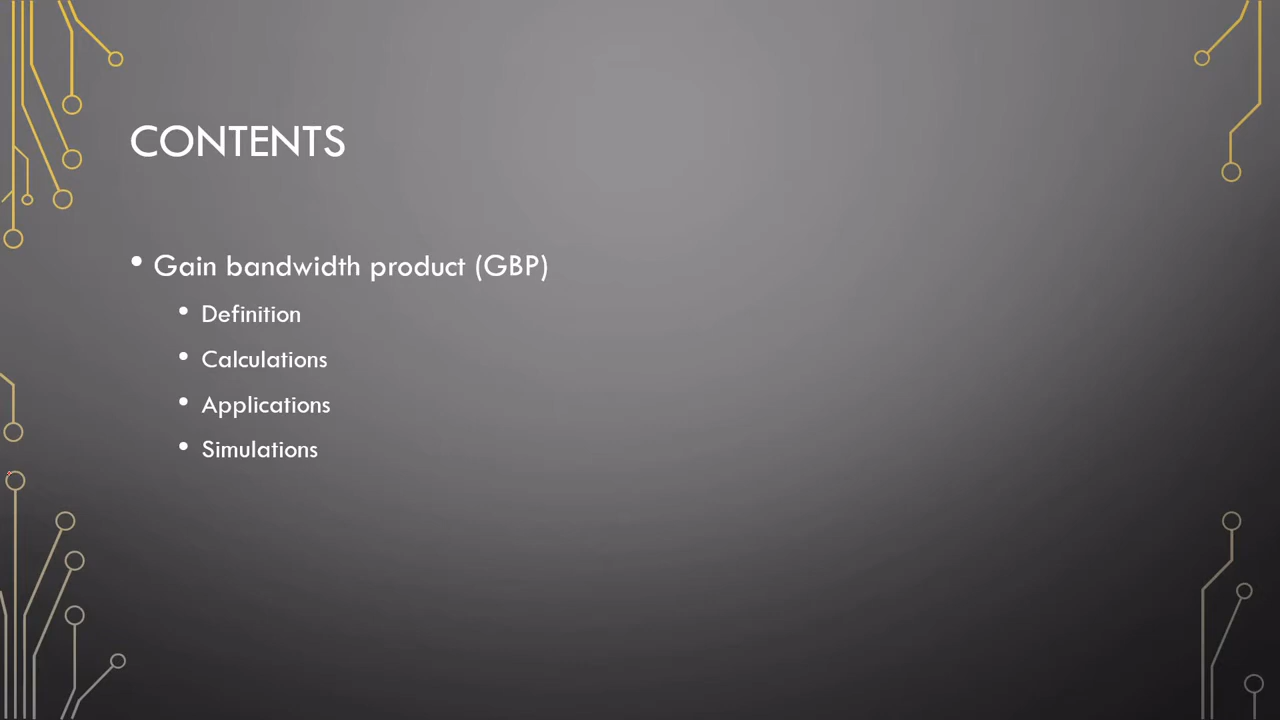 CONTENTS
• Gain bandwidth product (GBP)
• Definition
• Calculations
• Applications
• Simulations